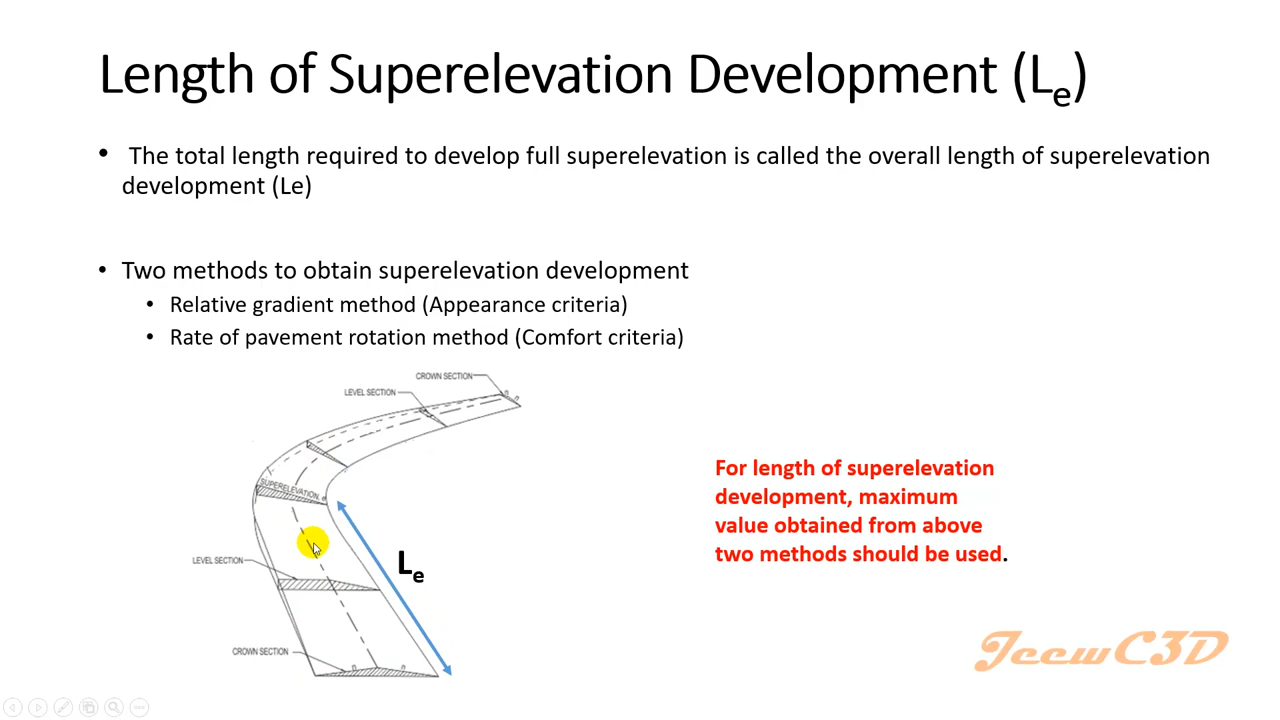 Length of Superelevation Development (Le)
• The total length required to develop full superelevation is called the overall length of superelevation
development (Le)
• Two methods to obtain superelevation development
• Relative gradient method (Appearance criteria)
• Rate of pavement rotation method (Comfort criteria)
CROWN SECTION
LEVEL SECTION
SUPERELEVATION, e
LEVEL SECTION
Le
CROWN SECTION
For length of superelevation
development, maximum
value obtained from above
two methods should be used.
JeewC3D